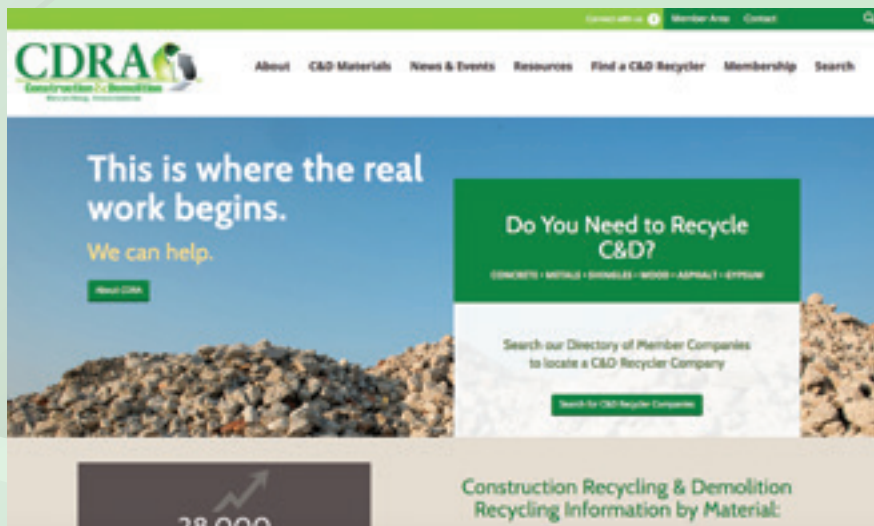 Connect with us
Member Area
Contact
CDRA
Construction & Demolition
About
C&D Materials
News & Events
Resources
Find a C&D Recycler
Membership
Search
This is where the real
work begins.
We can help.
About CDRA
Do You Need to Recycle
C&D?
CONCRETE • METALS • SHINGLES • WOOD • ASPHALT • GYPSUM
Search our Directory of Member Companies
to locate a C&D Recycler Company
Search for C&D Recycler Companies
28,000
Construction Recycling & Demolition
Recycling Information by Material: